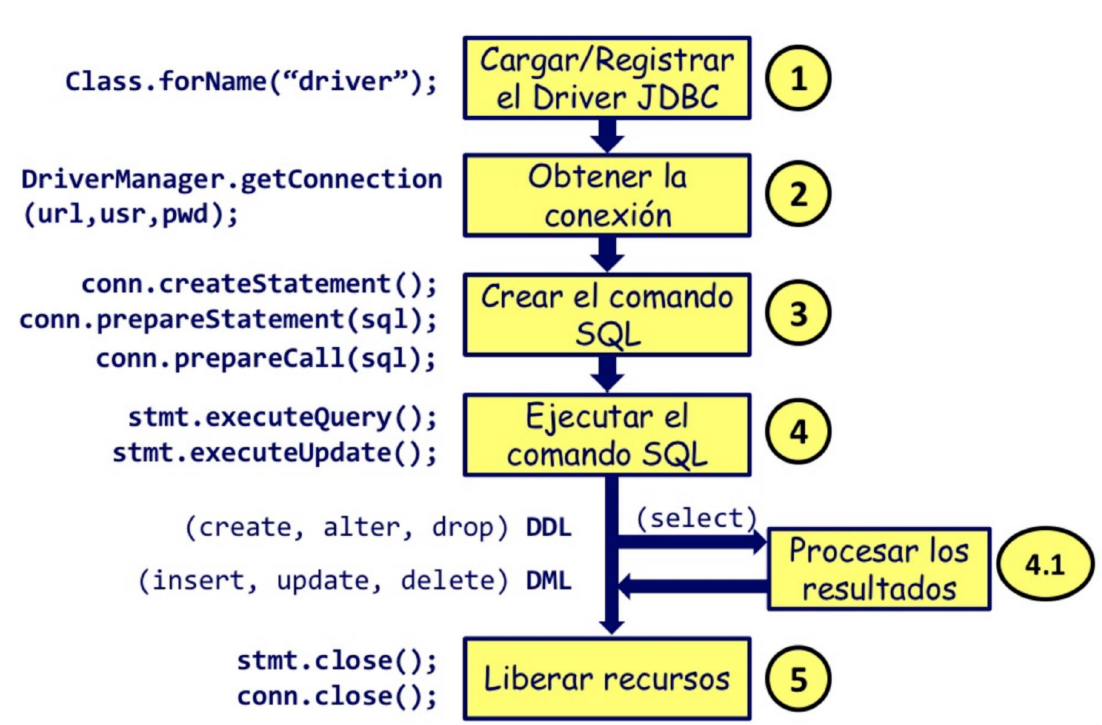 Class.forName(“driver”);
Cargar/Registrar
el Driver JDBC
1
DriverManager.getConnection
(url,usr,pwd);
Obtener la
conexión
2
conn.createStatement();
conn.prepareStatement(sql);
conn.prepareCall(sql);
Crear el comando
SQL
3
stmt.executeQuery();
stmt.executeUpdate();
Ejecutar el
comando SQL
4
(create, alter, drop) DDL
(insert, update, delete) DML
(select)
Procesar los
resultados
4.1
stmt.close();
conn.close();
Liberar recursos
5